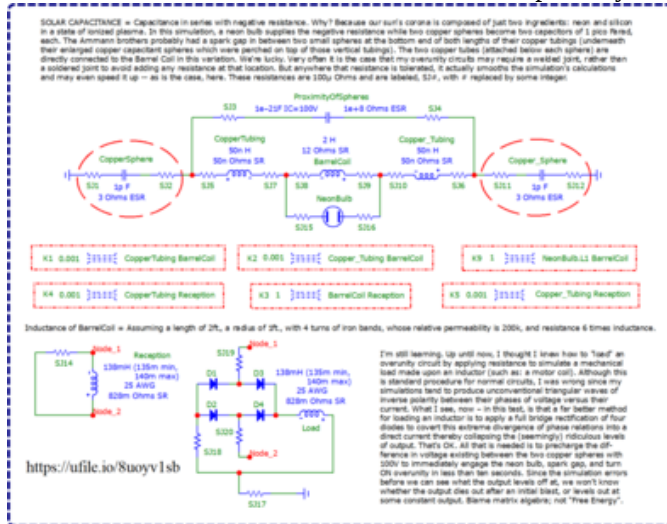 SOLAR CAPACITANCE = Capacitance in series with negative resistance. Why? Because our sun's corona is composed of just two ingredients: neon and silicon
in a state of ionized plasma. In this simulation, a neon bulb supplies the negative resistance while two copper spheres become two capacitors of 1 pico Fered,
each. The Ammann brothers probably had a spark gap in between two small spheres at the bottom end of both lengths of their copper tubings (underneath
their enlarged copper capacitant spheres which were perched on top of those vertical tubings). The two copper tubes (attached below each sphere) are
directly connected to the Barrel Coil in this variation. We're lucky. Very often it is the case that my overunity circuits may require a welded joint, rather than
a soldered joint to avoid adding any resistance at that location. But anywhere that resistance is tolerated, it actually smooths the simulation's calculations
and may even speed it up — as is the case, here. These resistances are 100µ Ohms and are labeled, SJ#, with # replaced by some integer.
ProximityOfSpheres
SJ3 1e-21F IC=100V 1e+8 Ohms ESR SJ4
CopperSphere CopperTubing 2 H Copper_Tubing Copper_Sphere
50n H 12 Ohms SR 50n H
50n Ohms SR BarrelCoil 50n Ohms SR
SJ1 1p F SJ2 SJ5 SJ7 SJ8 SJ9 SJ10 SJ6 SJ11 1p F SJ12
3 Ohms ESR NeonBulb 3 Ohms ESR
SJ15 SJ16
K1 0.001 CopperTubing BarrelCoil K2 0.001 Copper_Tubing BarrelCoil K9 1 NeonBulb.L1 BarrelCoil
K4 0.001 CopperTubing Reception K3 1 BarrelCoil Reception K5 0.001 Copper_Tubing Reception
Inductance of BarrelCoil = Assuming a length of 2ft., a radius of 1ft., with 4 turns of iron bands, whose relative permeability is 200k, and resistance 6 times inductance.
SJ14 Node_1 Reception
138mH (135m min,
140m max)
25 AWG
828m Ohms SR
Node_2
SJ19 Node_1
D1 D3 138mH (135m min,
140m max)
25 AWG
828m Ohms SR
D2 D4
SJ20 Load
SJ18 Node_2
SJ17
https://ufile.io/8uoyv1sb
I'm still learning. Up until now, I thought I knew how to "load" an
overunity circuit by applying resistance to simulate a mechanical
load made upon an inductor (such as: a motor coil). Although this
is standard procedure for normal circuits, I was wrong since my
simulations tend to produce unconventional triangular waves of
inverse polarity between their phases of voltage versus their
current. What I see, now – in this test, is that a far better method
for loading an inductor is to apply a full bridge rectification of four
diodes to covert this extreme divergence of phase relations into a
direct current thereby collapsing the (seemingly) ridiculous levels
of output. That's OK. All that is needed is to precharge the dif-
ference in voltage existing between the two copper spheres with
100V to immediately engage the neon bulb, spark gap, and turn
ON overunity in less than ten seconds. Since the simulation errors
before we can see what the output levels off at, we won't know
whether the output dies out after an initial blast, or levels out at
some constant output. Blame matrix algebra; not "Free Energy".